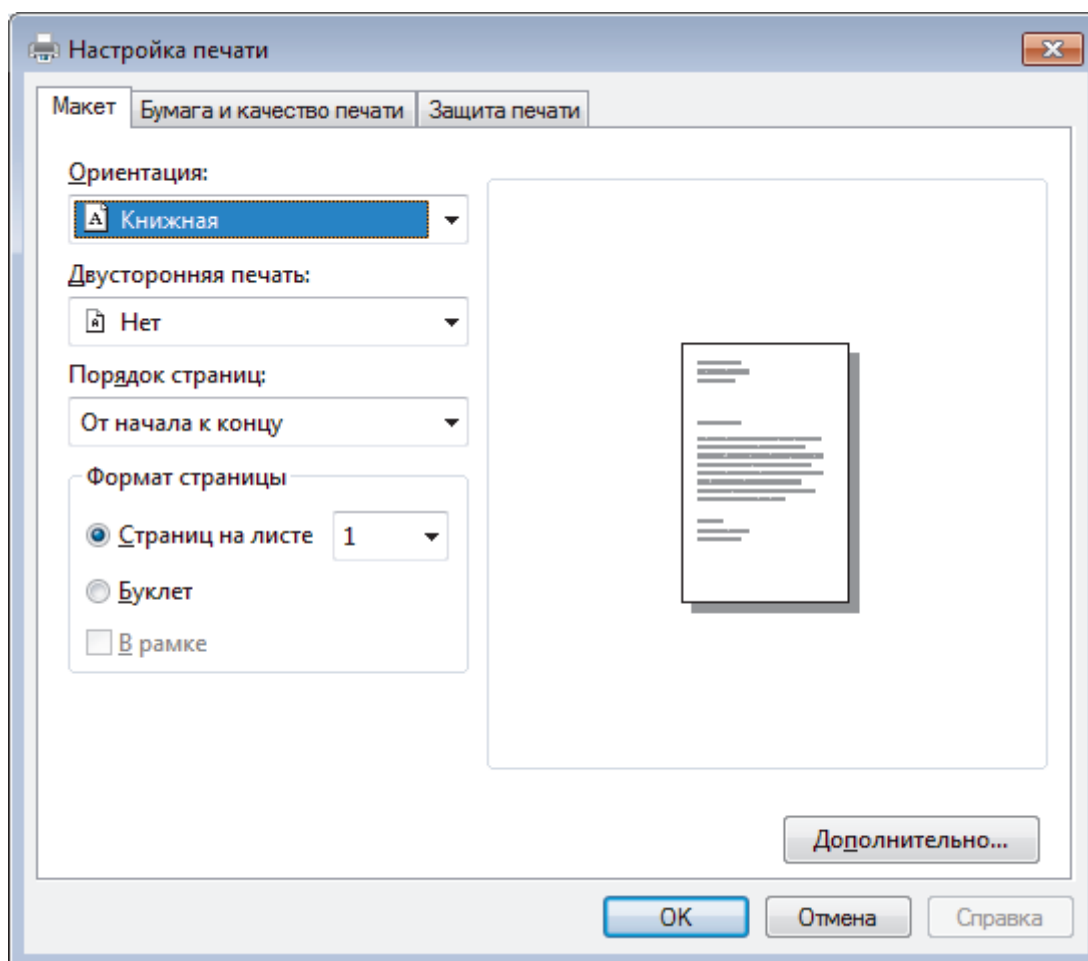 Настройка печати
Макет
Бумага и качество печати
Защита печати
Ориентация:
Книжная
Двусторонняя печать:
Нет
Порядок страниц:
От начала к концу
Формат страницы
Страниц на листе 1
Буклет
В рамке
Дополнительно...
OK
Отмена
Справка